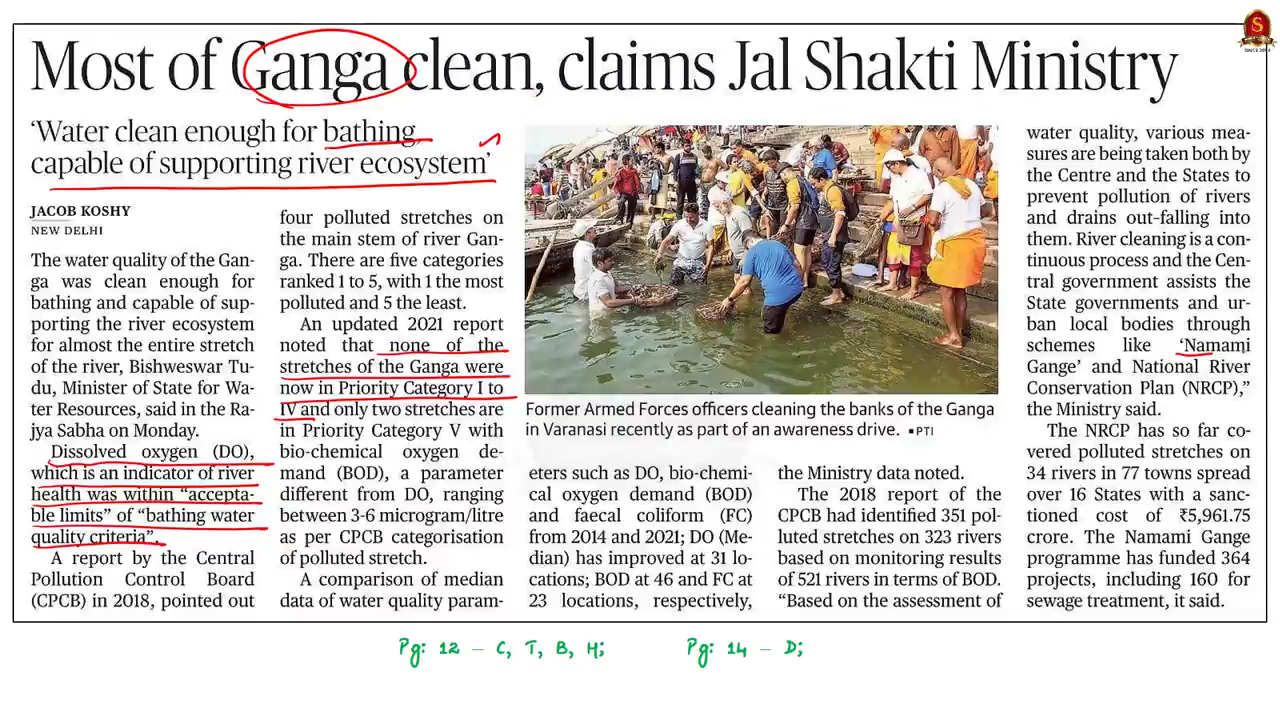 Most of Ganga clean, claims Jal Shakti Ministry
'Water clean enough for bathing,
capable of supporting river ecosystem'
JACOB KOSHY
NEW DELHI
The water quality of the Gan-
ga was clean enough for
bathing and capable of sup-
porting the river ecosystem
for almost the entire stretch
of the river, Bishweswar Tu-
du, Minister of State for Wa-
ter Resources, said in the Ra-
jya Sabha on Monday.
Dissolved oxygen (DO),
which is an indicator of river
health was within "accepta-
ble limits" of "bathing water
quality criteria".
A report by the Central
Pollution Control Board
(CPCB) in 2018, pointed out
four polluted stretches on
the main stem of river Gan-
ga. There are five categories
ranked 1 to 5, with 1 the most
polluted and 5 the least.
An updated 2021 report
noted that none of the
stretches of the Ganga were
now in Priority Category I to
IV and only two stretches are
in Priority Category V with
bio-chemical oxygen de-
mand (BOD), a parameter
different from DO, ranging
between 3-6 microgram/litre
as per CPCB categorisation
of polluted stretch.
A comparison of median
data of water quality param-
Former Armed Forces officers cleaning the banks of the Ganga
in Varanasi recently as part of an awareness drive. ▪PTI
eters such as DO, bio-chemi-
cal oxygen demand (BOD)
and faecal coliform (FC)
from 2014 and 2021; DO (Me-
dian) has improved at 31 lo-
cations; BOD at 46 and FC at
23 locations, respectively,
the Ministry data noted.
The 2018 report of the
CPCB had identified 351 pol-
luted stretches on 323 rivers
based on monitoring results
of 521 rivers in terms of BOD.
"Based on the assessment of
water quality, various mea-
sures are being taken both by
the Centre and the States to
prevent pollution of rivers
and drains out-falling into
them. River cleaning is a con-
tinuous process and the Cen-
tral government assists the
State governments and ur-
ban local bodies through
schemes like 'Namami
Gange' and National River
Conservation Plan (NRCP),"
the Ministry said.
The NRCP has so far co-
vered polluted stretches on
34 rivers in 77 towns spread
over 16 States with a sanc-
tioned cost of ₹5,961.75
crore. The Namami Gange
programme has funded 364
projects, including 160 for
sewage treatment, it said.
Pg: 12 – C, T, B, H;
Pg: 14 – D;
S
SINCE 2004